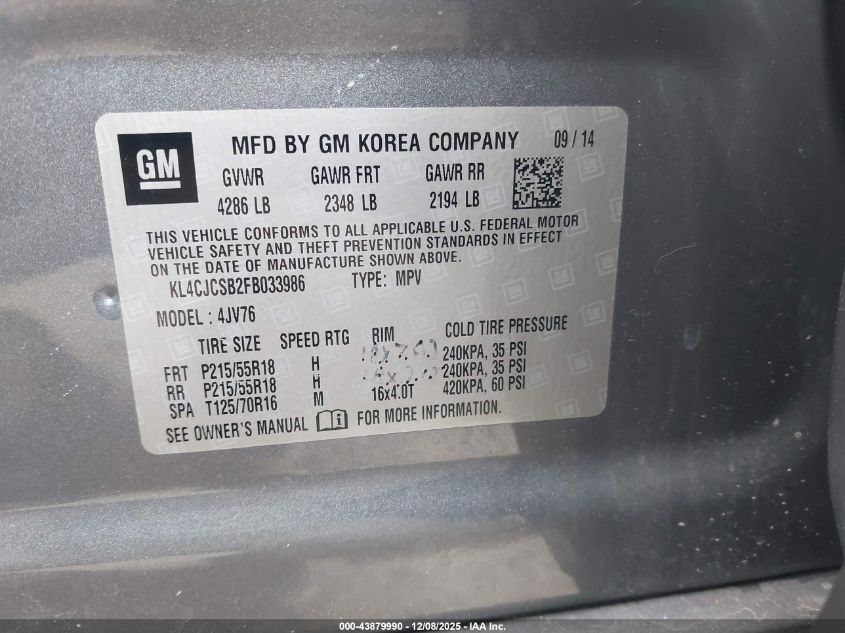 GM
MFD BY GM KOREA COMPANY 09 / 14
GVWR GAWR FRT GAWR RR
4286 LB 2348 LB 2194 LB
THIS VEHICLE CONFORMS TO ALL APPLICABLE U.S. FEDERAL MOTOR
VEHICLE SAFETY AND THEFT PREVENTION STANDARDS IN EFFECT
ON THE DATE OF MANUFACTURE SHOWN ABOVE.
KL4CJCSB2FB033986 TYPE: MPV
MODEL : 4JV76
TIRE SIZE SPEED RTG RIM COLD TIRE PRESSURE
FRT P215/55R18 H 240KPA, 35 PSI
RR P215/55R18 H 240KPA, 35 PSI
SPA T125/70R16 M 16x4.0T 420KPA, 60 PSI
SEE OWNER'S MANUAL i FOR MORE INFORMATION.
000-43879990 - 12/08/2025 - IAA Inc.